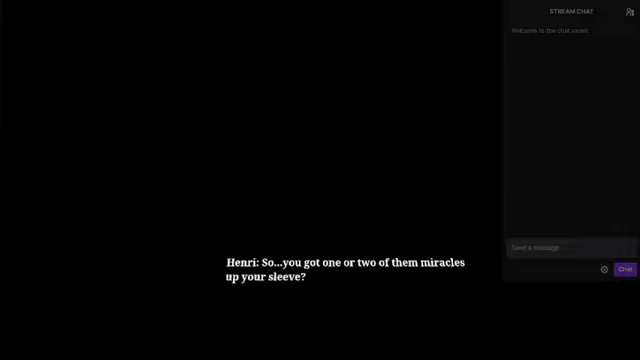 STREAM CHAT
Welcome to the chat room!
Henri: So...you got one or two of them miracles
up your sleeve?
Send a message
Chat